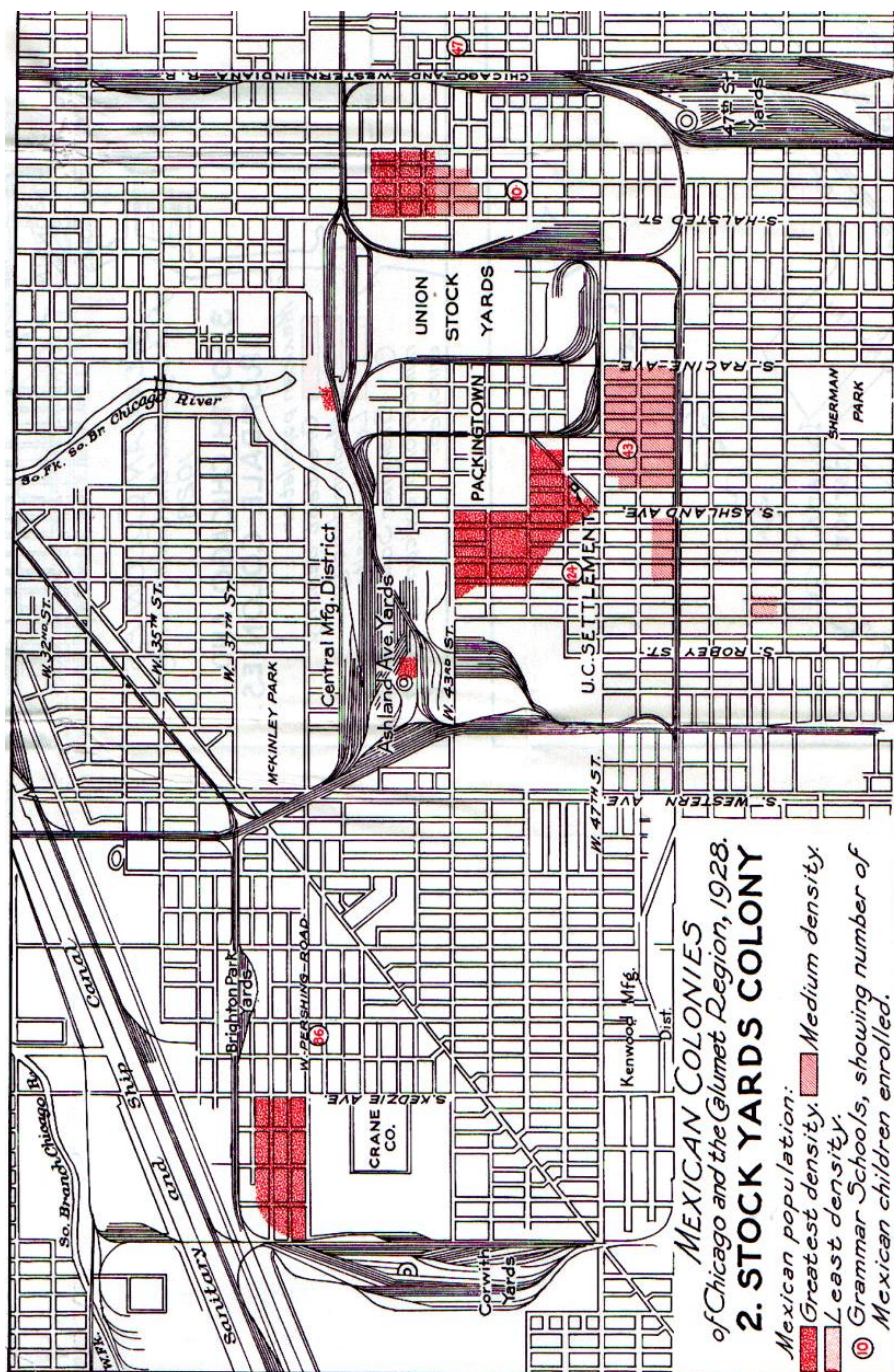 MEXICAN COLONIES
of Chicago and the Calumet Region, 1928.
2. STOCK YARDS COLONY
Mexican population:
Greatest density. Medium density.
Least density.
10 Grammar Schools, showing number of
Mexican children enrolled.
W. FK.
So. Branch Chicago R.
Sanitary and Ship Canal
Brighton Park
Yards
W. PERSHING ROAD
86
S. KEDZIE AVE.
CRANE
CO.
Corwith
Yards
Kenwood Mfg.
Dist.
W. 47TH ST.
S. WESTERN AVE.
W. 32ND ST.
W. 35TH ST.
W. 37TH ST.
MCKINLEY PARK
Central Mfg. District
Ashland Ave. Yards
W. 43RD ST.
U.C. SETTLEMENT
24
S. ROBEY ST.
S. ASHLAND AVE.
43
So. Fk. So. Br. Chicago River
PACKINGTOWN
UNION
STOCK
YARDS
S. RACINE AVE.
SHERMAN
PARK
S. HALSTED ST.
10
CHICAGO AND WESTERN INDIANA R. R.
47
47th St.
Yards